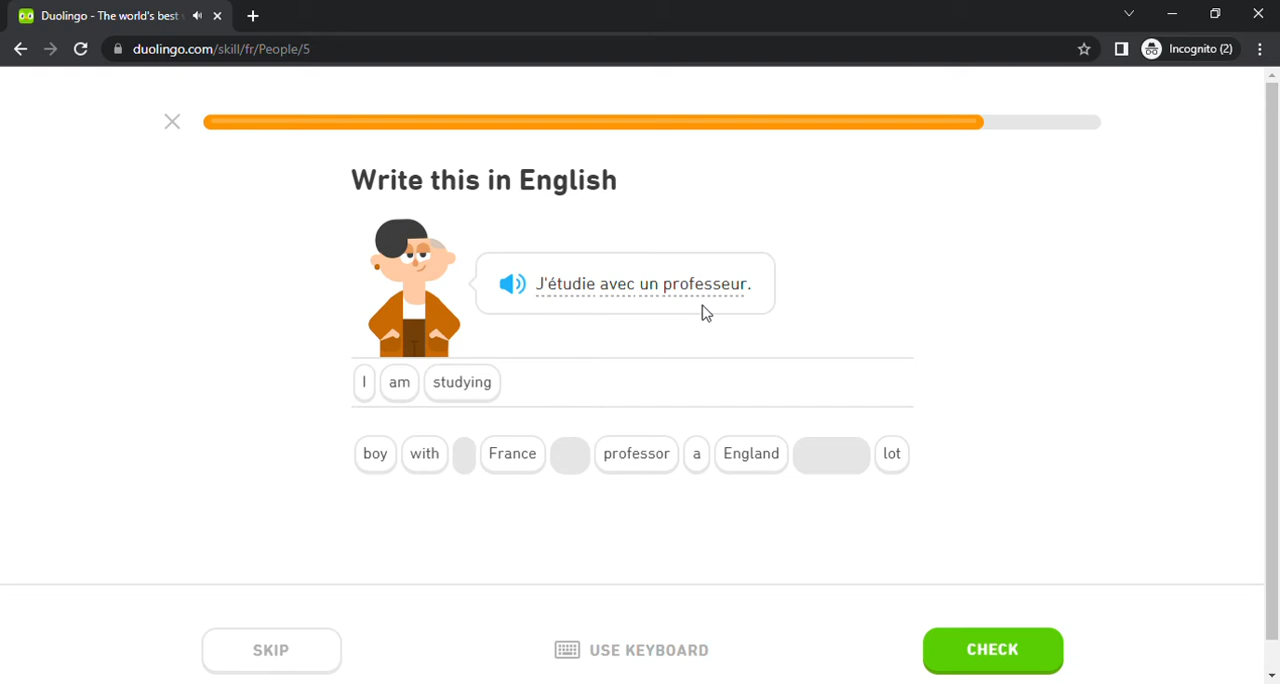 Duolingo - The world's best
duolingo.com/skill/fr/People/5
Incognito (2)
Write this in English
J'étudie avec un professeur.
I am studying
boy with France professor a England lot
SKIP
USE KEYBOARD
CHECK